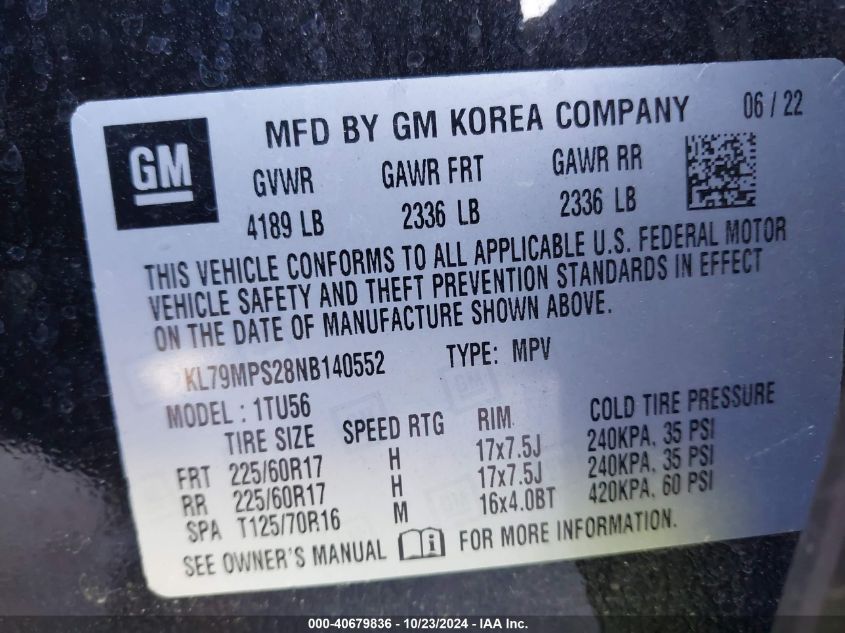 MFD BY GM KOREA COMPANY 06 / 22
GM
GVWR GAWR FRT GAWR RR
4189 LB 2336 LB 2336 LB
THIS VEHICLE CONFORMS TO ALL APPLICABLE U.S. FEDERAL MOTOR
VEHICLE SAFETY AND THEFT PREVENTION STANDARDS IN EFFECT
ON THE DATE OF MANUFACTURE SHOWN ABOVE.
KL79MPS28NB140552 TYPE: MPV
MODEL: 1TU56
TIRE SIZE SPEED RTG RIM COLD TIRE PRESSURE
FRT 225/60R17 H 17x7.5J 240KPA, 35 PSI
RR 225/60R17 H 17x7.5J 240KPA, 35 PSI
SPA T125/70R16 M 16x4.0BT 420KPA, 60 PSI
SEE OWNER'S MANUAL i FOR MORE INFORMATION.
000-40679836 - 10/23/2024 - IAA Inc.